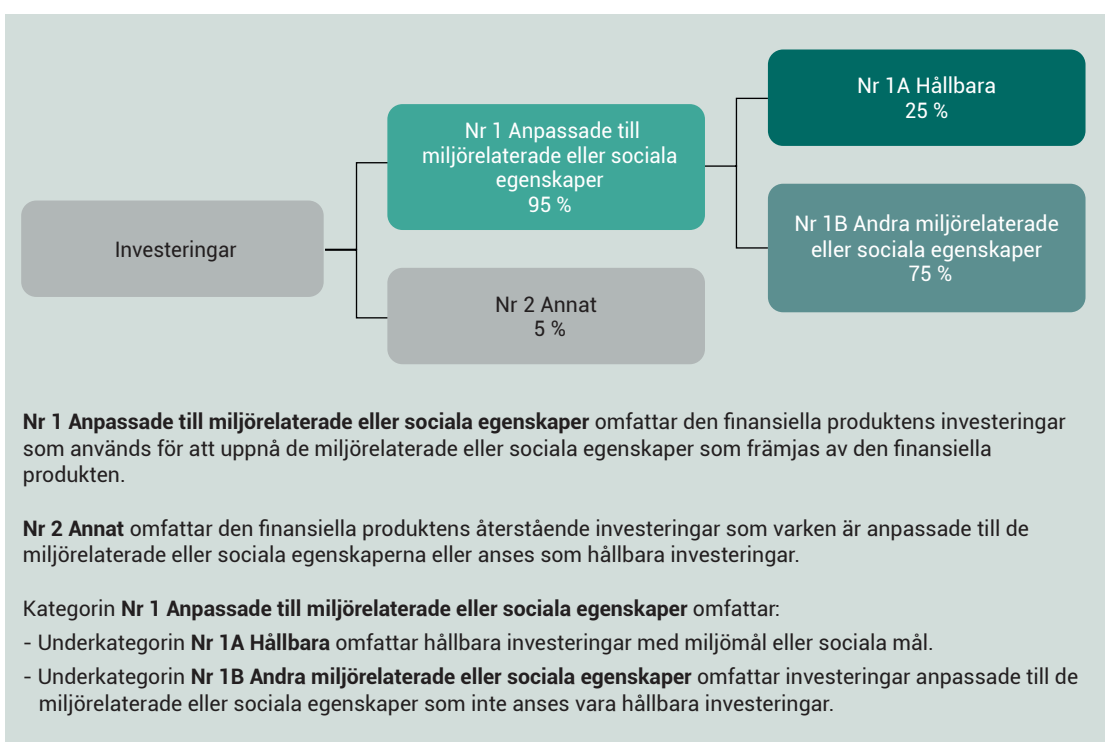 Nr 1A Hållbara
25 %
Nr 1 Anpassade till
miljörelaterade eller sociala
egenskaper
95 %
Nr 1B Andra miljörelaterade
eller sociala egenskaper
75 %
Investeringar
Nr 2 Annat
5 %
Nr 1 Anpassade till miljörelaterade eller sociala egenskaper omfattar den finansiella produktens investeringar
som används för att uppnå de miljörelaterade eller sociala egenskaper som främjas av den finansiella
produkten.
Nr 2 Annat omfattar den finansiella produktens återstående investeringar som varken är anpassade till de
miljörelaterade eller sociala egenskaperna eller anses som hållbara investeringar.
Kategorin Nr 1 Anpassade till miljörelaterade eller sociala egenskaper omfattar:
- Underkategorin Nr 1A Hållbara omfattar hållbara investeringar med miljömål eller sociala mål.
- Underkategorin Nr 1B Andra miljörelaterade eller sociala egenskaper omfattar investeringar anpassade till de
miljörelaterade eller sociala egenskaper som inte anses vara hållbara investeringar.